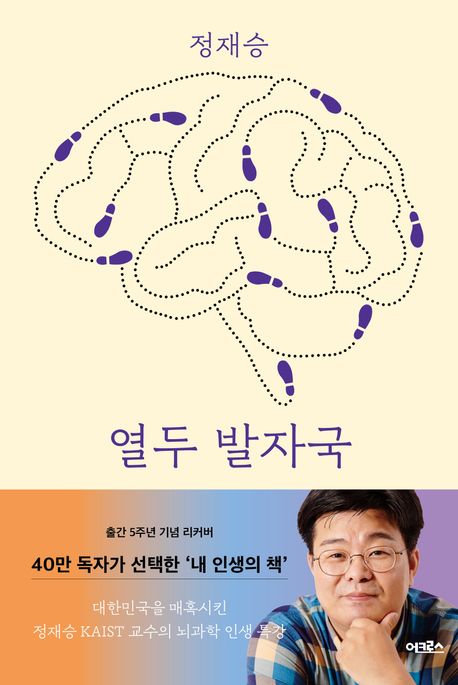 정재승
열두 발자국
출간 5주년 기념 리커버
40만 독자가 선택한 ‘내 인생의 책’
대한민국을 매혹시킨
정재승 KAIST 교수의 뇌과학 인생 특강
어크로스